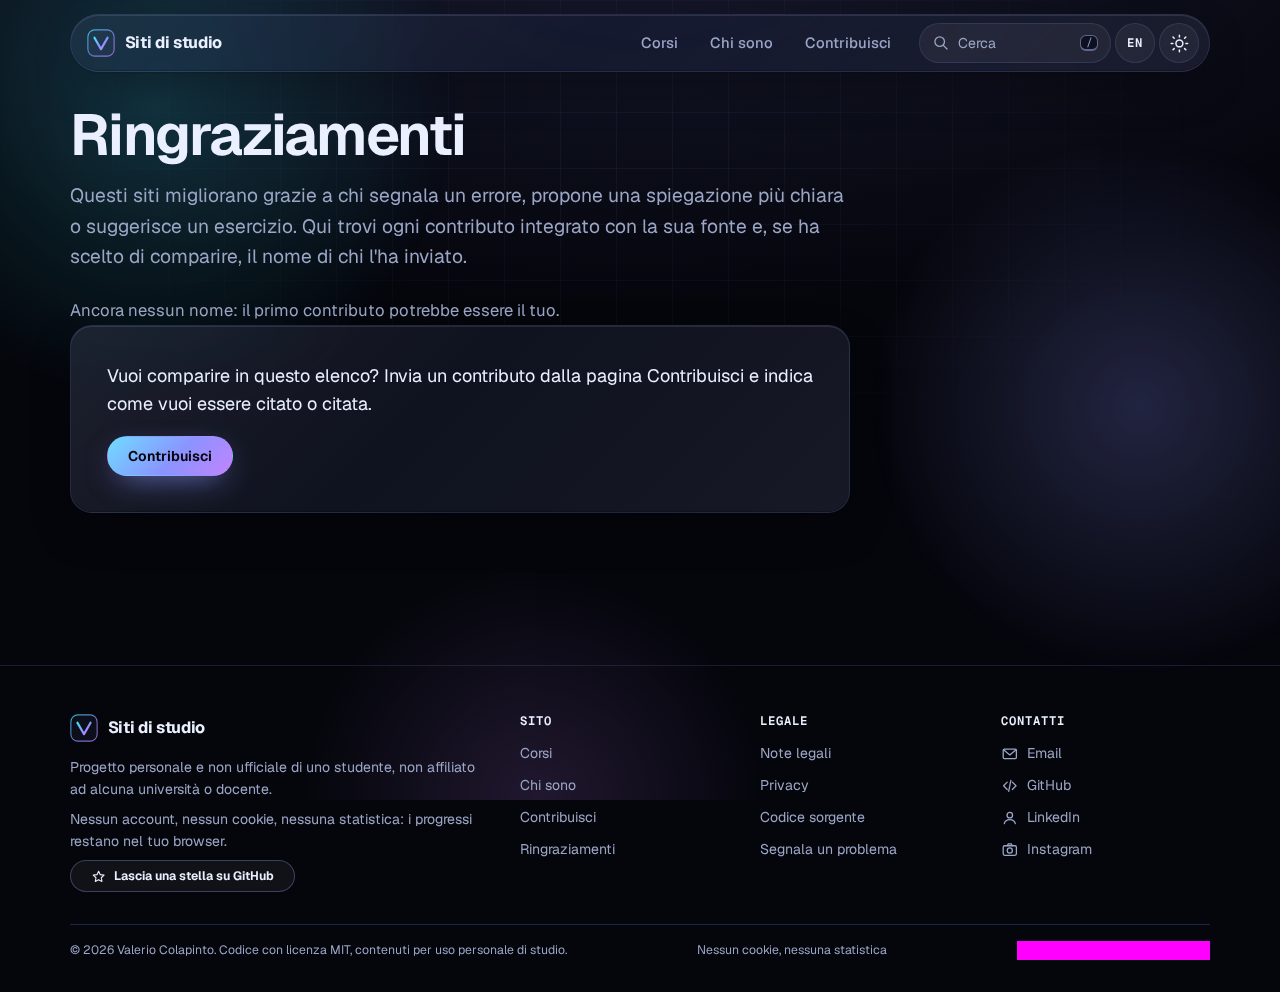 Siti di studio
Corsi
Chi sono
Contribuisci
Cerca
/
EN
Ringraziamenti
Questi siti migliorano grazie a chi segnala un errore, propone una spiegazione più chiara
o suggerisce un esercizio. Qui trovi ogni contributo integrato con la sua fonte e, se ha
scelto di comparire, il nome di chi l'ha inviato.
Ancora nessun nome: il primo contributo potrebbe essere il tuo.
Vuoi comparire in questo elenco? Invia un contributo dalla pagina Contribuisci e indica
come vuoi essere citato o citata.
Contribuisci
Siti di studio
Progetto personale e non ufficiale di uno studente, non affiliato
ad alcuna università o docente.
Nessun account, nessun cookie, nessuna statistica: i progressi
restano nel tuo browser.
Lascia una stella su GitHub
SITO
Corsi
Chi sono
Contribuisci
Ringraziamenti
LEGALE
Note legali
Privacy
Codice sorgente
Segnala un problema
CONTATTI
Email
GitHub
LinkedIn
Instagram
© 2026 Valerio Colapinto. Codice con licenza MIT, contenuti per uso personale di studio.
Nessun cookie, nessuna statistica